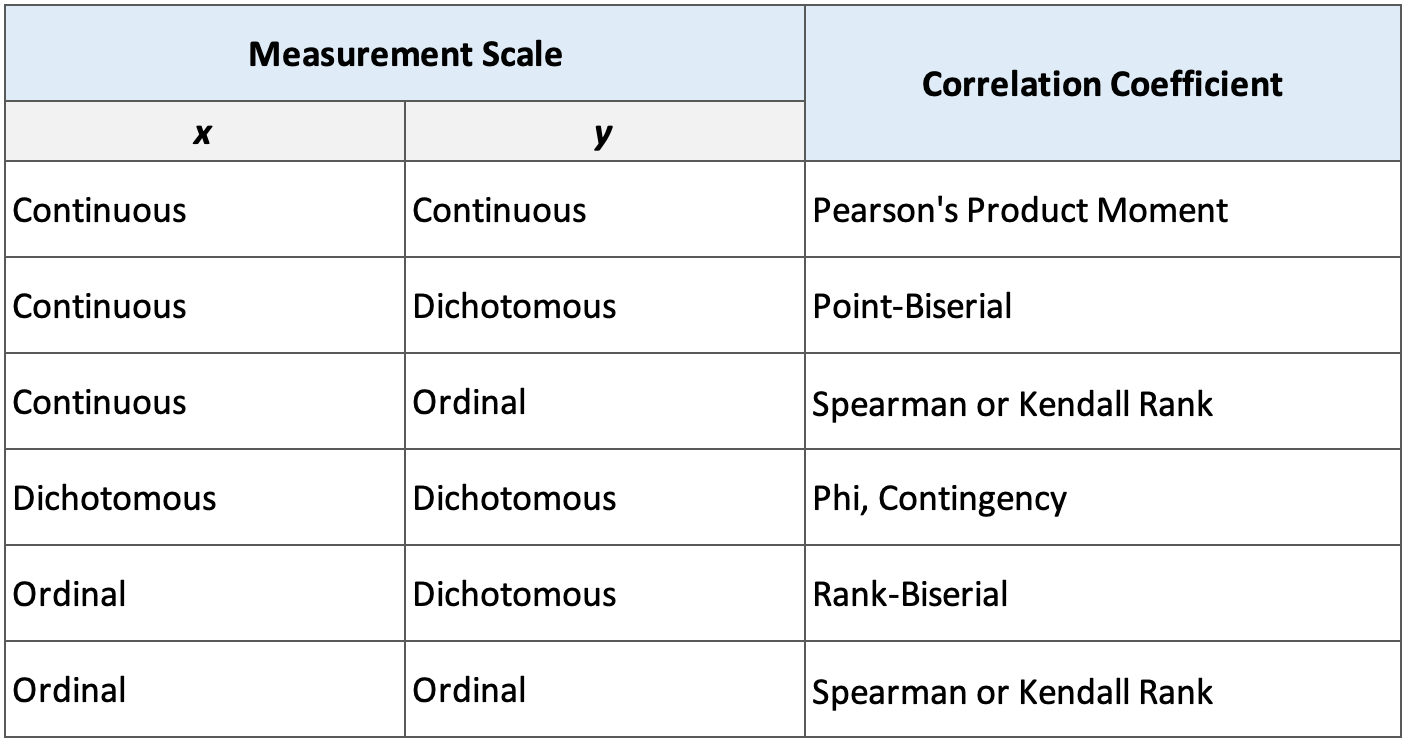 Measurement Scale Correlation Coefficient
x y
Continuous Continuous Pearson's Product Moment
Continuous Dichotomous Point-Biserial
Continuous Ordinal Spearman or Kendall Rank
Dichotomous Dichotomous Phi, Contingency
Ordinal Dichotomous Rank-Biserial
Ordinal Ordinal Spearman or Kendall Rank